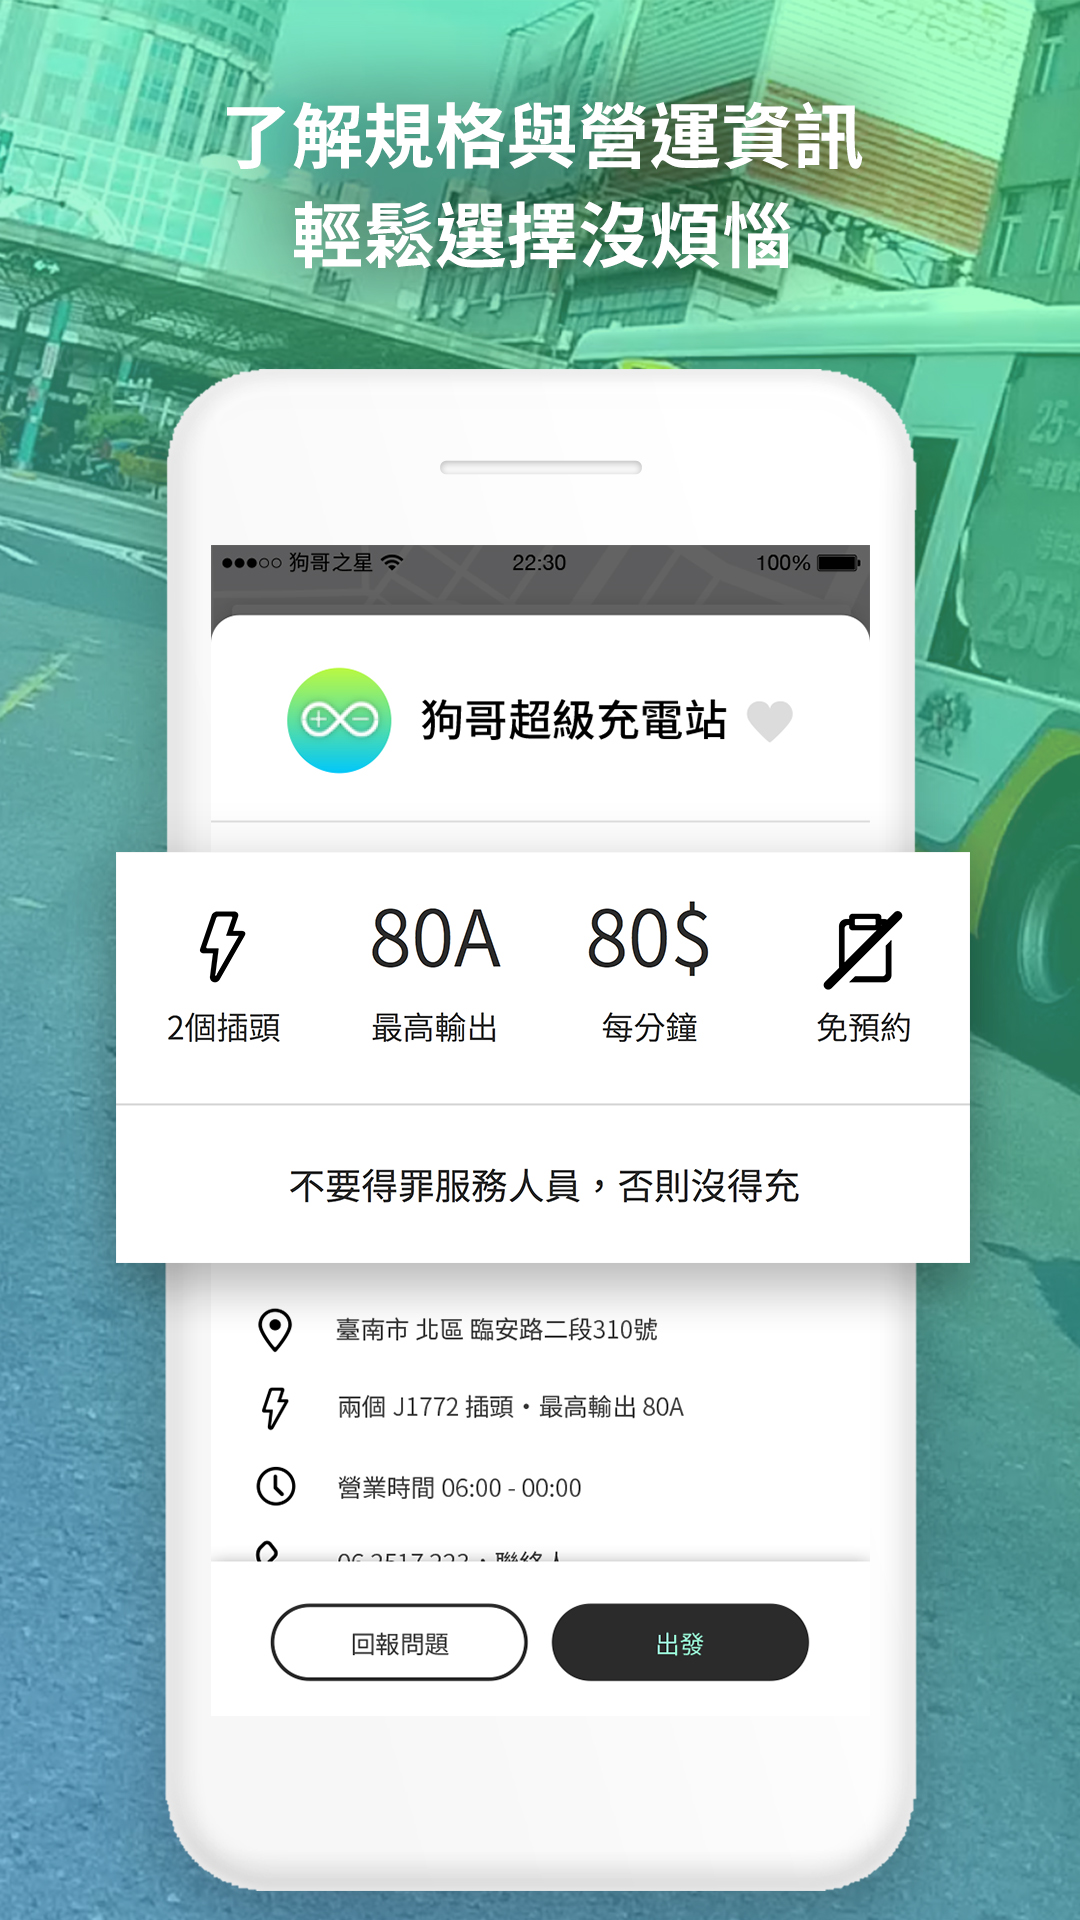 了解規格與營運資訊
輕鬆選擇沒煩惱
狗哥之星 22:30 100%
狗哥超級充電站
80A 80$
2個插頭 最高輸出 每分鐘 免預約
不要得罪服務人員，否則沒得充
臺南市 北區 臨安路二段310號
兩個 J1772 插頭・最高輸出 80A
營業時間 06:00 - 00:00
回報問題 出發
25-
256